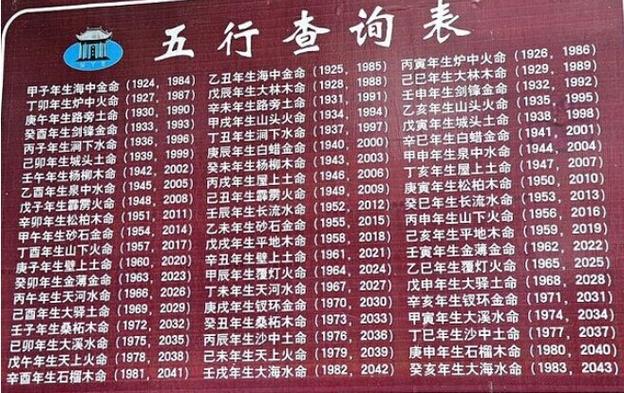 五行查询表
甲子年生海中金命（1924，1984） 乙丑年生海中金命（1925，1985） 丙寅年生炉中火命（1926，1986）
丁卯年生炉中火命（1927，1987） 戊辰年生大林木命（1928，1988） 己巳年生大林木命（1929，1989）
庚午年生路旁土命（1930，1990） 辛未年生路旁土命（1931，1991） 壬申年生剑锋金命（1932，1992）
癸酉年生剑锋金命（1933，1993） 甲戌年生山头火命（1934，1994） 乙亥年生山头火命（1935，1995）
丙子年生涧下水命（1936，1996） 丁丑年生涧下水命（1937，1997） 戊寅年生城头土命（1938，1998）
己卯年生城头土命（1939，1999） 庚辰年生白蜡金命（1940，2000） 辛巳年生白蜡金命（1941，2001）
壬午年生杨柳木命（1942，2002） 癸未年生杨柳木命（1943，2003） 甲申年生泉中水命（1944，2004）
乙酉年生泉中水命（1945，2005） 丙戌年生屋上土命（1946，2006） 丁亥年生屋上土命（1947，2007）
戊子年生霹雳火命（1948，2008） 己丑年生霹雳火命（1949，2009） 庚寅年生松柏木命（1950，2010）
辛卯年生松柏木命（1951，2011） 壬辰年生长流水命（1952，2012） 癸巳年生长流水命（1953，2013）
甲午年生砂石金命（1954，2014） 乙未年生砂石金命（1955，2015） 丙申年生山下火命（1956，2016）
丁酉年生山下火命（1957，2017） 戊戌年生平地木命（1958，2018） 己亥年生平地木命（1959，2019）
庚子年生壁上土命（1960，2020） 辛丑年生壁上土命（1961，2021） 壬寅年生金薄金命（1962，2022）
癸卯年生金薄金命（1963，2023） 甲辰年生覆灯火命（1964，2024） 乙巳年生覆灯火命（1965，2025）
丙午年生天河水命（1966，2026） 丁未年生天河水命（1967，2027） 戊申年生大驿土命（1968，2028）
己酉年生大驿土命（1969，2029） 庚戌年生钗环金命（1970，2030） 辛亥年生钗环金命（1971，2031）
壬子年生桑柘木命（1972，2032） 癸丑年生桑柘木命（1973，2033） 甲寅年生大溪水命（1974，2034）
己卯年生大溪水命（1975，2035） 丙辰年生沙中土命（1976，2036） 丁巳年生沙中土命（1977，2037）
戊午年生天上火命（1978，2038） 己未年生天上火命（1979，2039） 庚申年生石榴木命（1980，2040）
辛酉年生石榴木命（1981，2041） 壬戌年生大海水命（1982，2042） 癸亥年生大海水命（1983，2043）